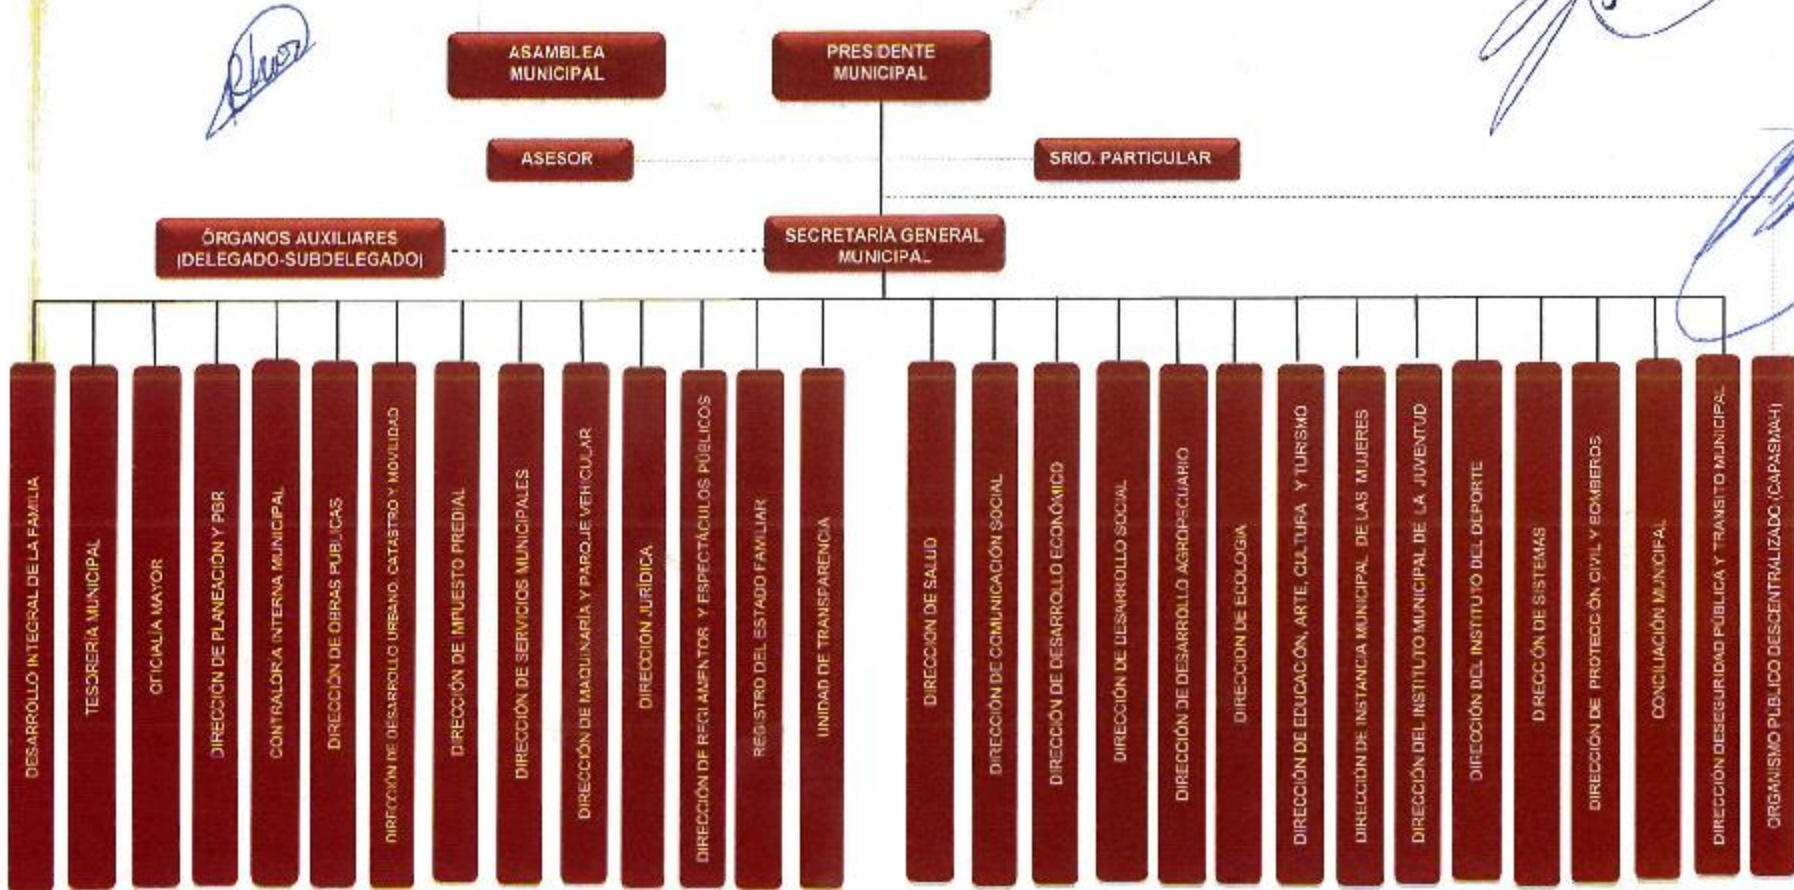 ASAMBLEA
MUNICIPAL
PRESIDENTE
MUNICIPAL
ASESOR
SRIO. PARTICULAR
ÓRGANOS AUXILIARES
(DELEGADO-SUBDELEGADO)
SECRETARÍA GENERAL
MUNICIPAL
DESARROLLO INTEGRAL DE LA FAMILIA
TESORERÍA MUNICIPAL
OFICIALÍA MAYOR
DIRECCIÓN DE PLANEACIÓN Y PBR
CONTRALORÍA INTERNA MUNICIPAL
DIRECCIÓN DE OBRAS PÚBLICAS
DIRECCIÓN DE DESARROLLO URBANO, CATASTRO Y MOVILIDAD
DIRECCIÓN DE IMPUESTO PREDIAL
DIRECCIÓN DE SERVICIOS MUNICIPALES
DIRECCIÓN DE MAQUINARIA Y PARQUE VEHICULAR
DIRECCIÓN JURÍDICA
DIRECCIÓN DE REGLAMENTOS Y ESPECTÁCULOS PÚBLICOS
REGISTRO DEL ESTADO FAMILIAR
UNIDAD DE TRANSPARENCIA
DIRECCIÓN DE SALUD
DIRECCIÓN DE COMUNICACIÓN SOCIAL
DIRECCIÓN DE DESARROLLO ECONÓMICO
DIRECCIÓN DE DESARROLLO SOCIAL
DIRECCIÓN DE DESARROLLO AGROPECUARIO
DIRECCIÓN DE ECOLOGÍA
DIRECCIÓN DE EDUCACIÓN, ARTE, CULTURA Y TURISMO
DIRECCIÓN DE INSTANCIA MUNICIPAL DE LAS MUJERES
DIRECCIÓN DEL INSTITUTO MUNICIPAL DE LA JUVENTUD
DIRECCIÓN DEL INSTITUTO DEL DEPORTE
DIRECCIÓN DE SISTEMAS
DIRECCIÓN DE PROTECCIÓN CIVIL Y BOMBEROS
CONCILIACIÓN MUNICIPAL
DIRECCIÓN DESEGURIDAD PÚBLICA Y TRANSITO MUNICIPAL
ORGANISMO PÚBLICO DESCENTRALIZADO (CAPASMAH)